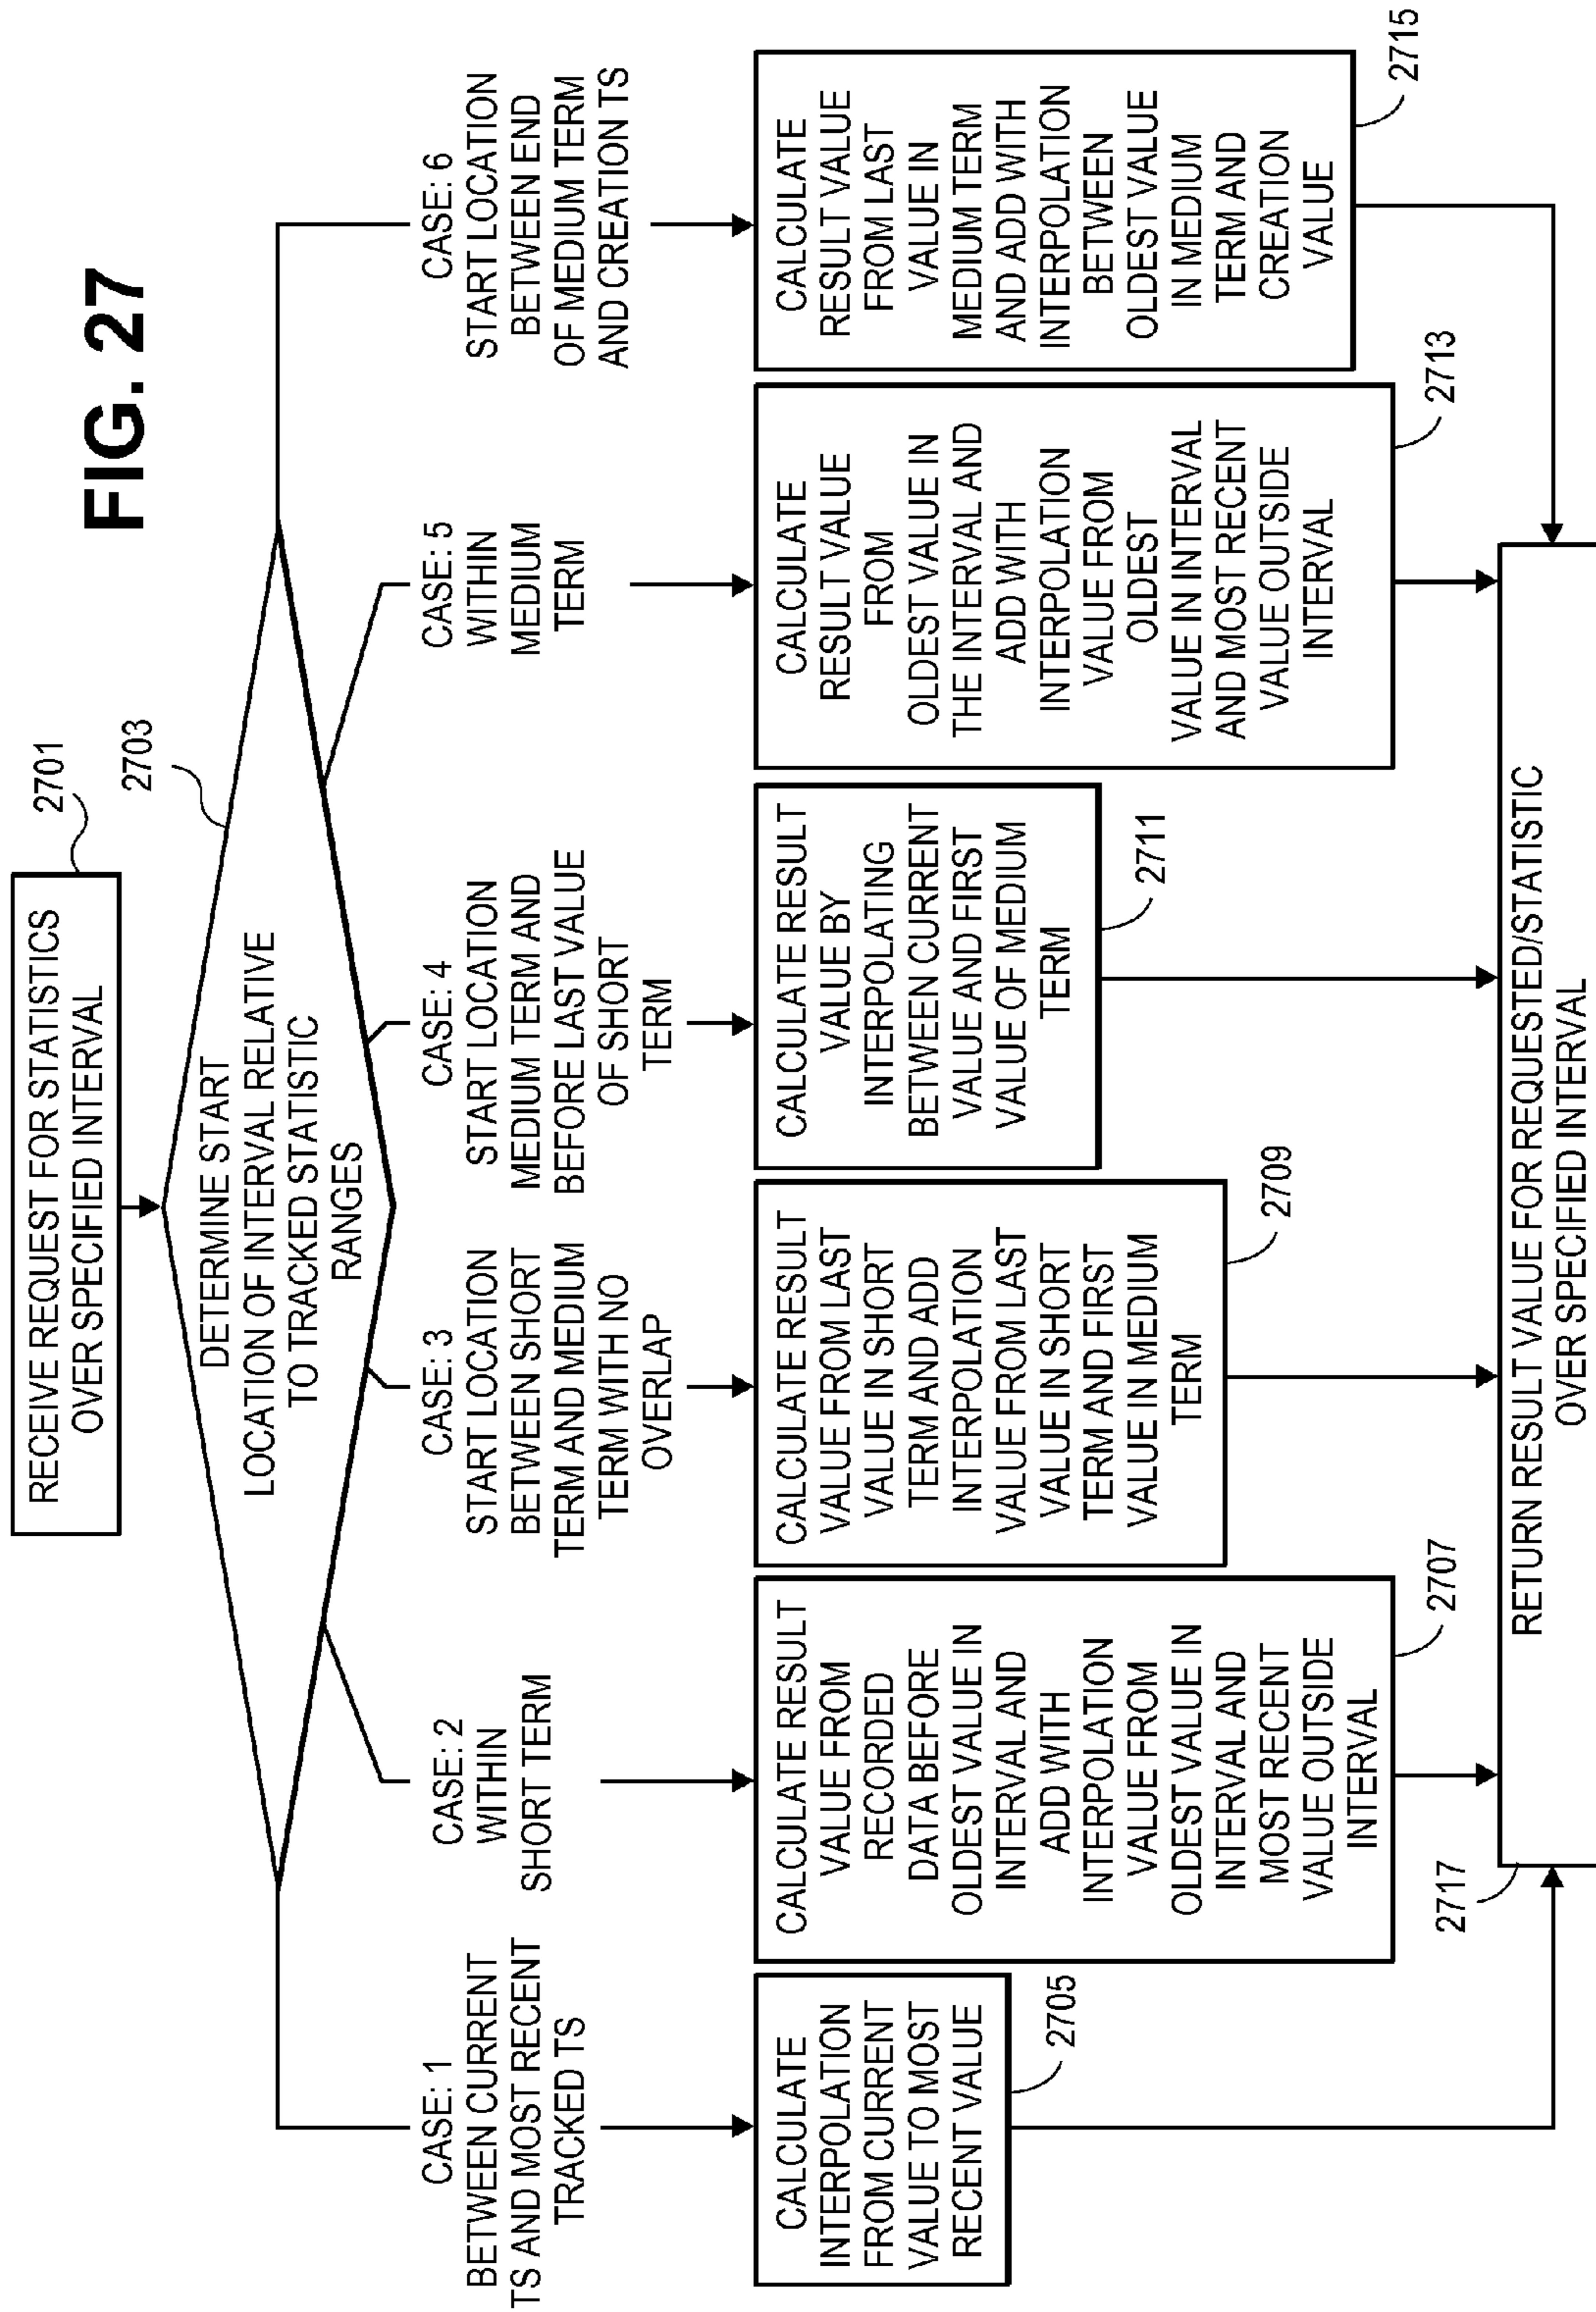 RECEIVE REQUEST FOR STATISTICS
OVER SPECIFIED INTERVAL
2701
FIG. 27
DETERMINE START
LOCATION OF INTERVAL RELATIVE
TO TRACKED STATISTIC
RANGES
2703
CASE: 1
BETWEEN CURRENT
TS AND MOST RECENT
TRACKED TS
CASE: 2
WITHIN
SHORT TERM
CASE: 3
START LOCATION
BETWEEN SHORT
TERM AND MEDIUM
TERM WITH NO
OVERLAP
CASE: 4
START LOCATION
MEDIUM TERM AND
BEFORE LAST VALUE
OF SHORT
TERM
CASE: 5
WITHIN
MEDIUM
TERM
CASE: 6
START LOCATION
BETWEEN END
OF MEDIUM TERM
AND CREATION TS
CALCULATE
INTERPOLATION
FROM CURRENT
VALUE TO MOST
RECENT VALUE
2705
CALCULATE RESULT
VALUE FROM
RECORDED
DATA BEFORE
OLDEST VALUE IN
INTERVAL AND
ADD WITH
INTERPOLATION
VALUE FROM
OLDEST VALUE IN
INTERVAL AND
MOST RECENT
VALUE OUTSIDE
INTERVAL
2707
CALCULATE RESULT
VALUE FROM LAST
VALUE IN SHORT
TERM AND ADD
INTERPOLATION
VALUE FROM LAST
VALUE IN SHORT
TERM AND FIRST
VALUE IN MEDIUM
TERM
2709
CALCULATE RESULT
VALUE BY
INTERPOLATING
BETWEEN CURRENT
VALUE AND FIRST
VALUE OF MEDIUM
TERM
2711
CALCULATE
RESULT VALUE
FROM
OLDEST VALUE IN
THE INTERVAL AND
ADD WITH
INTERPOLATION
VALUE FROM
OLDEST
VALUE IN INTERVAL
AND MOST RECENT
VALUE OUTSIDE
INTERVAL
2713
CALCULATE
RESULT VALUE
FROM LAST
VALUE IN
MEDIUM TERM
AND ADD WITH
INTERPOLATION
BETWEEN
OLDEST VALUE
IN MEDIUM
TERM AND
CREATION
VALUE
2715
2717
RETURN RESULT VALUE FOR REQUESTED/STATISTIC
OVER SPECIFIED INTERVAL